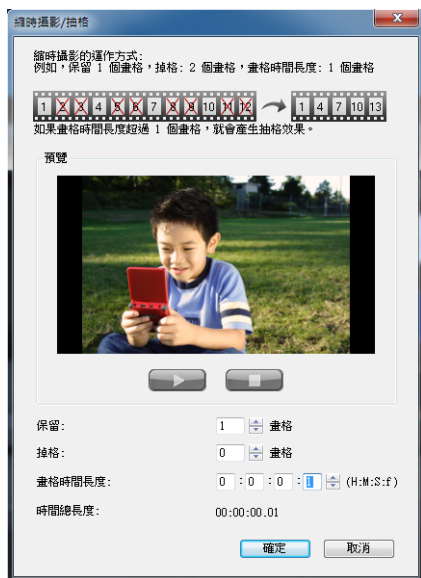 縮時攝影/抽格
縮時攝影的運作方式:
例如，保留 1 個畫格，掉格: 2 個畫格，畫格時間長度: 1 個畫格
1 2 3 4 5 6 7 8 9 10 11 12 1 4 7 10 13
如果畫格時間長度超過 1 個畫格，就會產生抽格效果。
預覽
保留: 1 畫格
掉格: 0 畫格
畫格時間長度: 0 : 0 : 0 : 1 (H:M:S:f)
時間總長度: 00:00:00.01
確定 取消